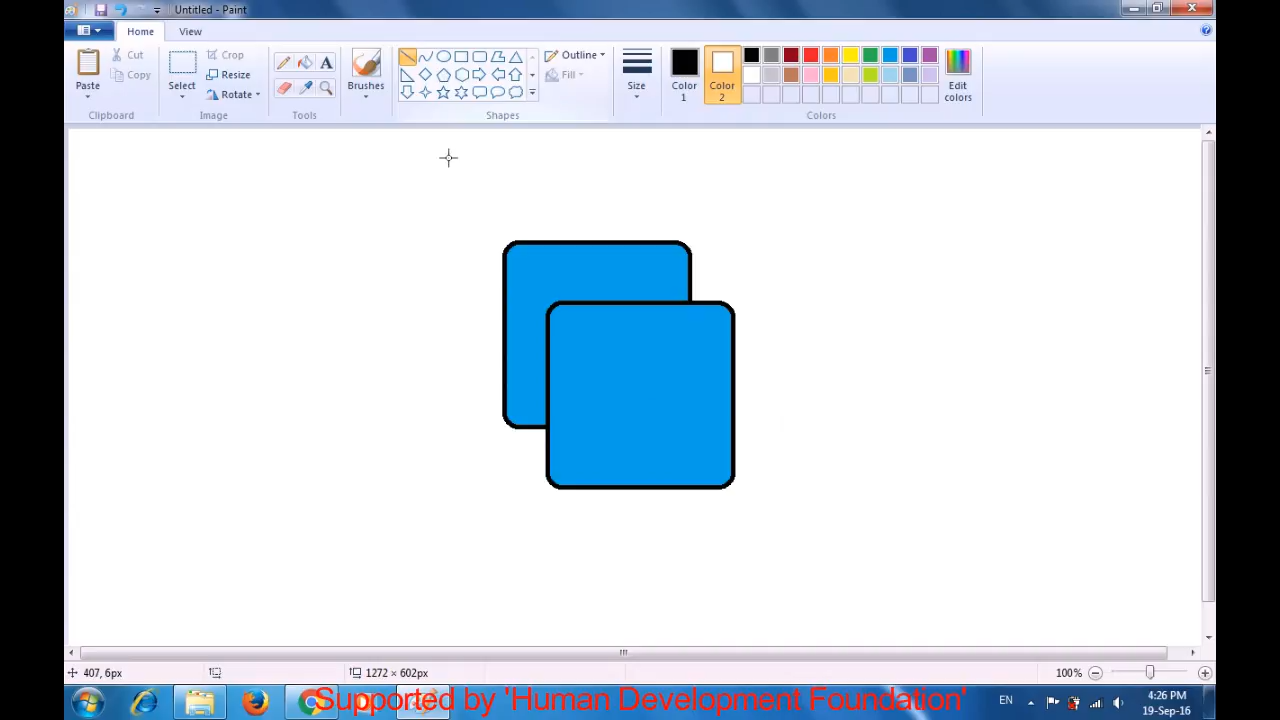 Untitled - Paint
Home
View
Paste
Cut
Copy
Clipboard
Select
Crop
Resize
Rotate
Image
A
Tools
Brushes
Shapes
Outline
Fill
Size
Color 1
Color 2
Edit colors
Colors
407, 6px
1272 × 602px
100%
EN
4:26 PM
19-Sep-16
Supported by 'Human Development Foundation'